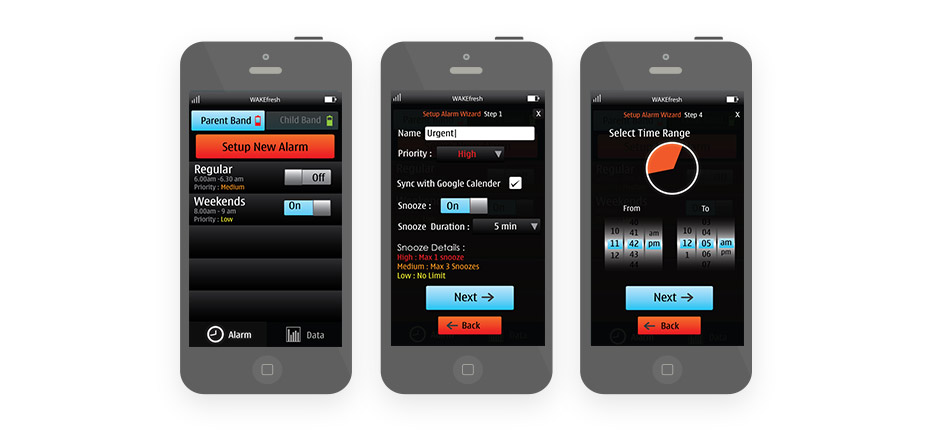 WAKEfresh
Parent Band Child Band
Setup New Alarm
Regular
6.00am -6.30 am
Priority : Medium
Off
Weekends
8.00am - 9 am
Priority : Low
On
Alarm Data
WAKEfresh
Setup Alarm Wizard Step 1 X
Name Urgent
Priority : High
Sync with Google Calender
Snooze : On
Snooze Duration : 5 min
Snooze Details :
High : Max 1 snooze
Medium : Max 3 Snoozes
Low : No Limit
Next →
← Back
WAKEfresh
Setup Alarm Wizard Step 4 X
Select Time Range
From To
40 03
10 41 am 11 04
11 : 42 pm 12 : 05 am
12 43 1 06 pm
44 07
Next →
← Back